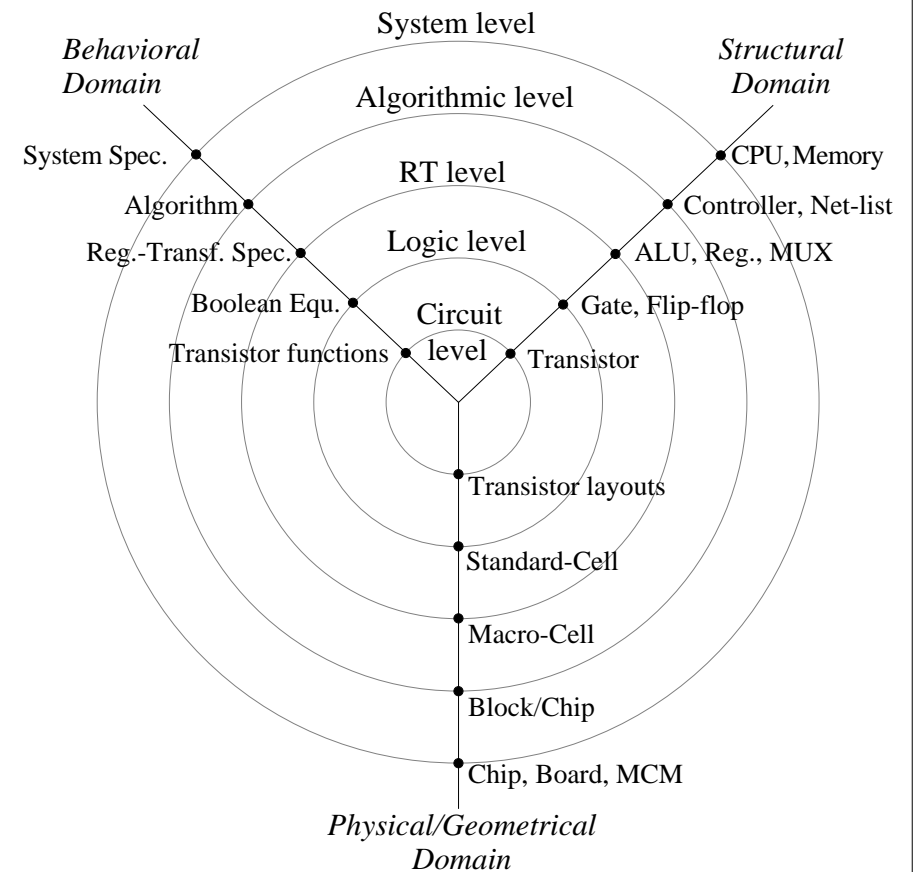 System level
Behavioral
Domain
Structural
Domain
Algorithmic level
System Spec.
CPU, Memory
RT level
Algorithm
Controller, Net-list
Logic level
Reg.-Transf. Spec.
ALU, Reg., MUX
Boolean Equ.
Gate, Flip-flop
Circuit
level
Transistor functions
Transistor
Transistor layouts
Standard-Cell
Macro-Cell
Block/Chip
Chip, Board, MCM
Physical/Geometrical
Domain